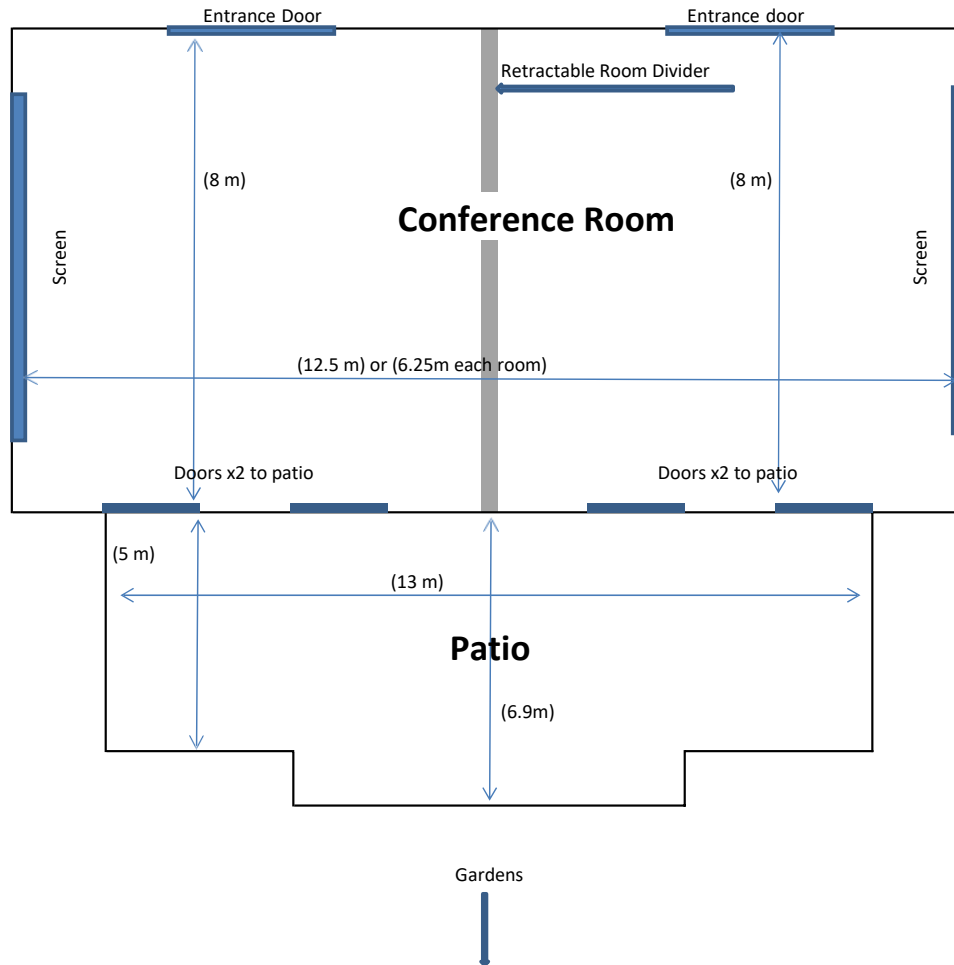 Entrance Door
Entrance door
Retractable Room Divider
(8 m)
(8 m)
Conference Room
Screen
Screen
(12.5 m) or (6.25m each room)
Doors x2 to patio
Doors x2 to patio
(5 m)
(13 m)
Patio
(6.9m)
Gardens